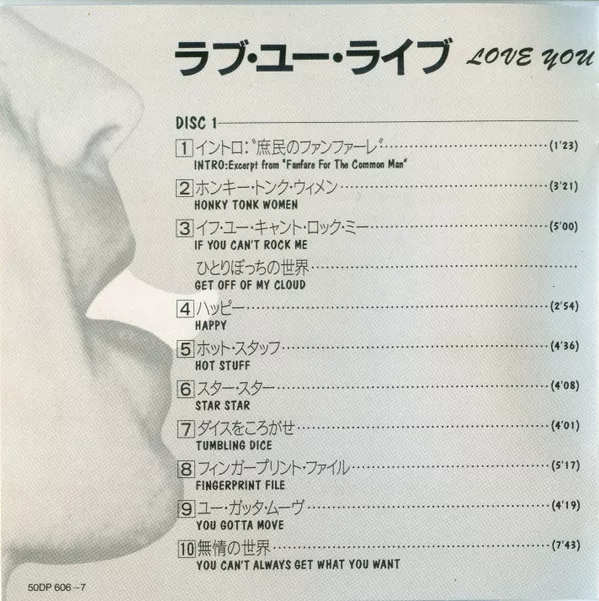 ラブ・ユー・ライブ LOVE YOU
DISC 1
1 イントロ:〝庶民のファンファーレ〟 (1'23)
INTRO:Excerpt from "Fanfare For The Common Man"
2 ホンキー・トンク・ウィメン (3'21)
HONKY TONK WOMEN
3 イフ・ユー・キャント・ロック・ミー (5'00)
IF YOU CAN'T ROCK ME
ひとりぼっちの世界
GET OFF OF MY CLOUD
4 ハッピー (2'54)
HAPPY
5 ホット・スタッフ (4'36)
HOT STUFF
6 スター・スター (4'08)
STAR STAR
7 ダイスをころがせ (4'01)
TUMBLING DICE
8 フィンガープリント・ファイル (5'17)
FINGERPRINT FILE
9 ユー・ガッタ・ムーヴ (4'19)
YOU GOTTA MOVE
10 無情の世界 (7'43)
YOU CAN'T ALWAYS GET WHAT YOU WANT
50DP 606~7